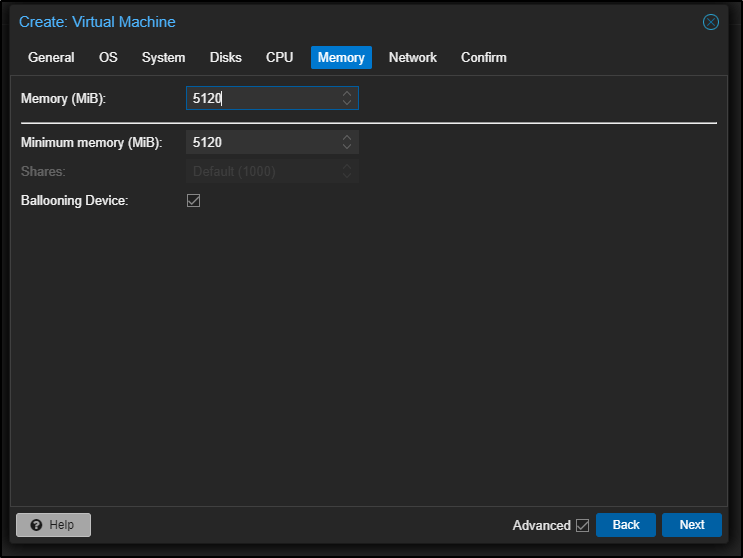 Create: Virtual Machine
General OS System Disks CPU Memory Network Confirm
Memory (MiB): 5120
Minimum memory (MiB): 5120
Shares: Default (1000)
Ballooning Device:
Help Advanced Back Next